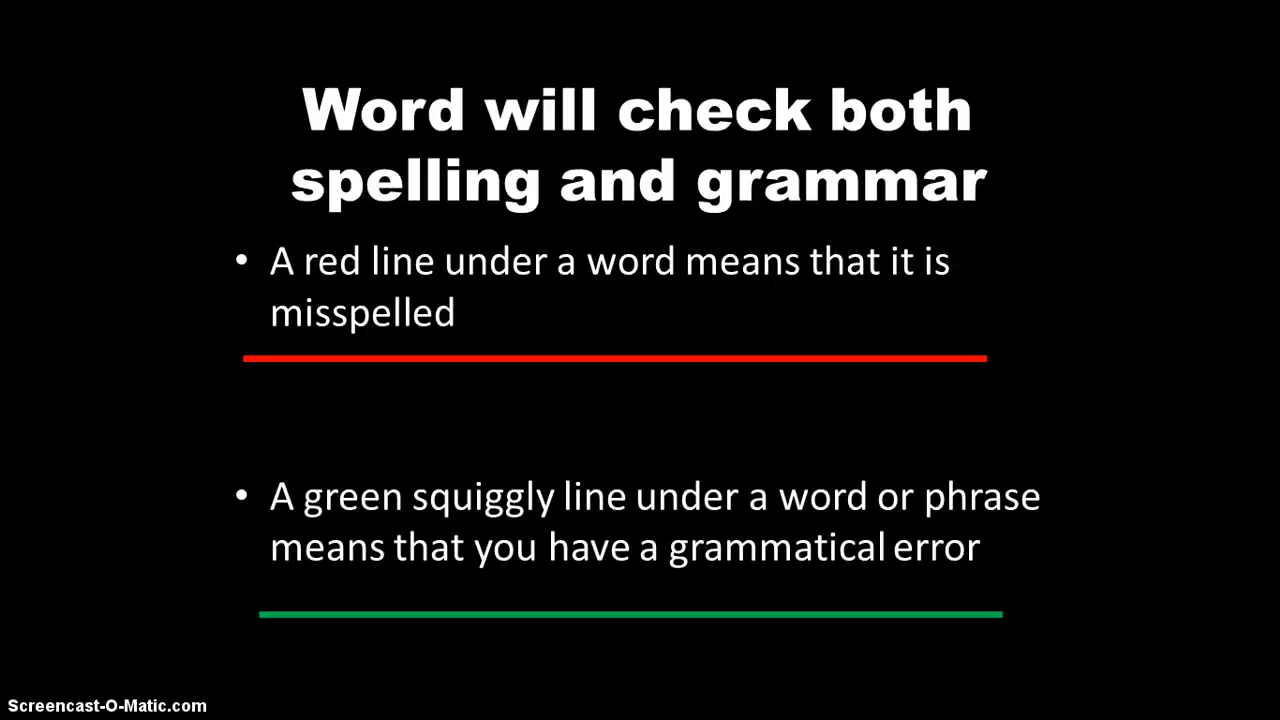 Word will check both
spelling and grammar
• A red line under a word means that it is
misspelled
• A green squiggly line under a word or phrase
means that you have a grammatical error
Screencast-O-Matic.com